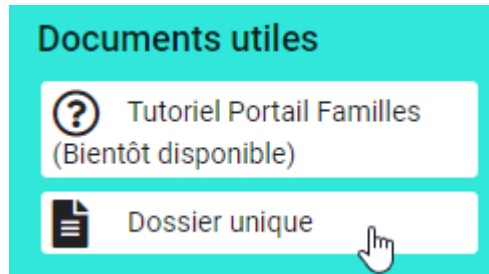 Documents utiles
Tutoriel Portail Familles
(Bientôt disponible)
Dossier unique